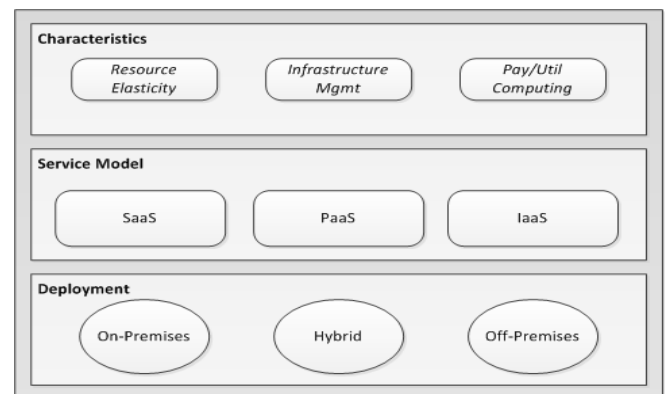 Characteristics
Resource
Elasticity
Infrastructure
Mgmt
Pay/Util
Computing
Service Model
SaaS
PaaS
IaaS
Deployment
On-Premises
Hybrid
Off-Premises